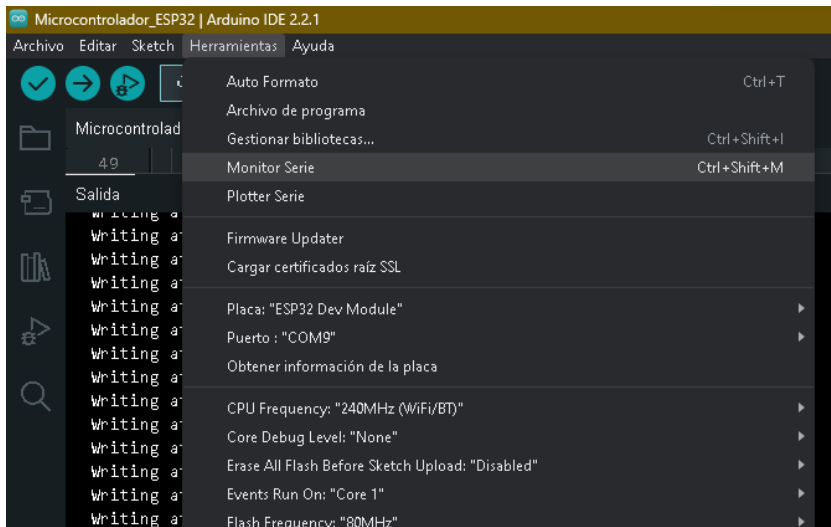 Microcontrolador_ESP32 | Arduino IDE 2.2.1
Archivo Editar Sketch Herramientas Ayuda
Auto Formato Ctrl+T
Archivo de programa
Microcontrolad
Gestionar bibliotecas... Ctrl+Shift+I
49
Monitor Serie Ctrl+Shift+M
Salida
Plotter Serie
Writing a
Writing a
Firmware Updater
Writing a
Cargar certificados raíz SSL
Writing a
Writing a
Placa: "ESP32 Dev Module"
Writing a
Puerto : "COM9"
Writing a
Obtener información de la placa
Writing a
Writing a
CPU Frequency: "240MHz (WiFi/BT)"
Writing a
Core Debug Level: "None"
Writing a
Erase All Flash Before Sketch Upload: "Disabled"
Writing a
Events Run On: "Core 1"
Writing a
Flash Frequency: "80MHz"
Writing a